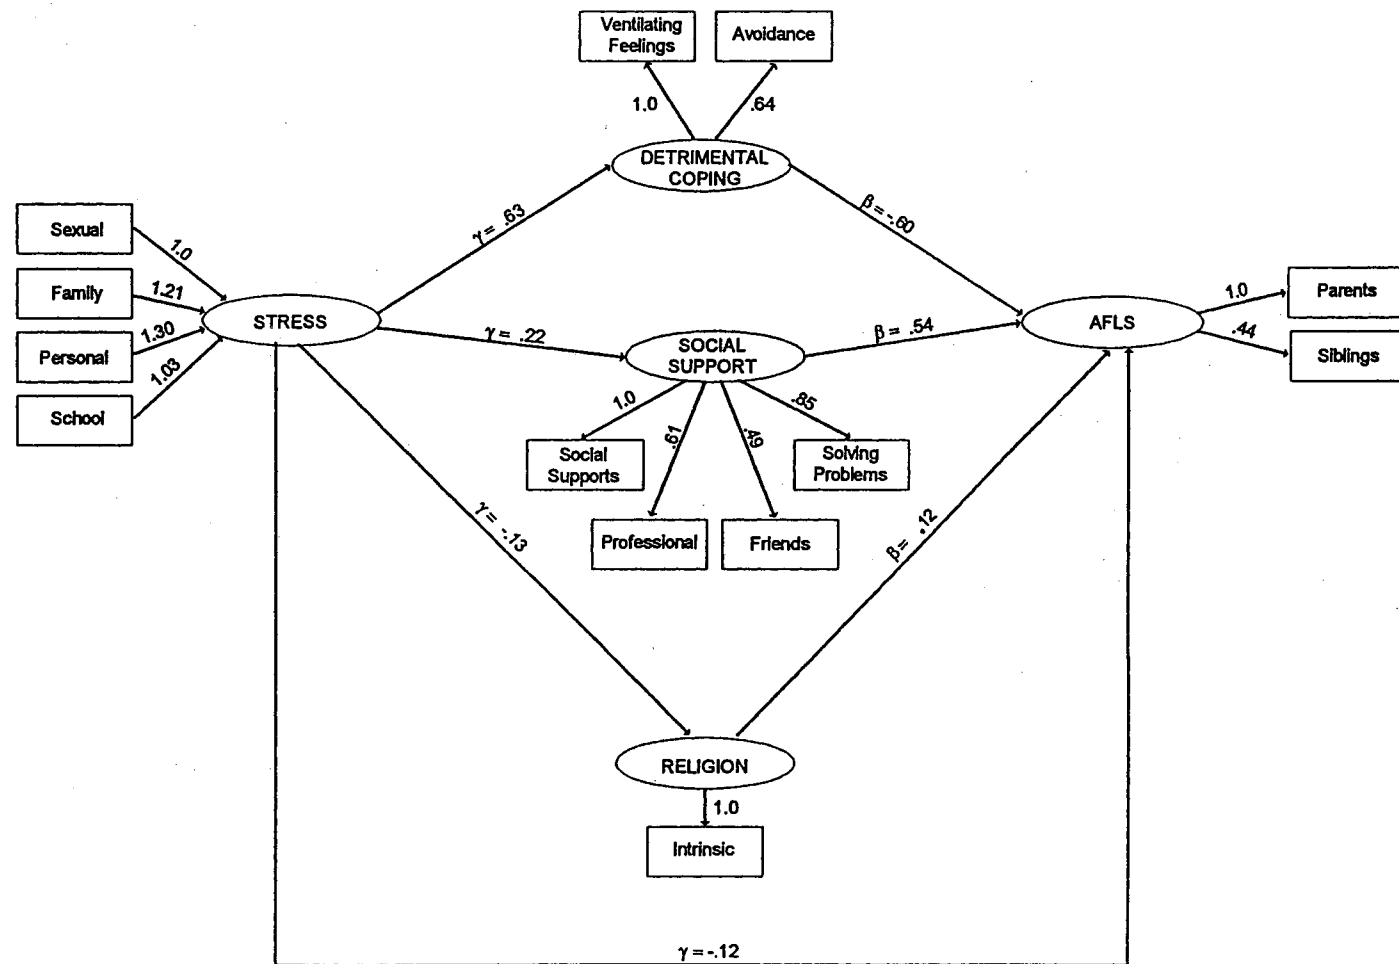 Ventilating
Feelings
Avoidance
1.0
.64
DETRIMENTAL
COPING
γ = .63
β = -.60
Sexual
1.0
Family
1.21
Personal
1.30
School
1.03
STRESS
γ = .22
SOCIAL
SUPPORT
β = .54
AFLS
1.0
Parents
.44
Siblings
1.0
.61
.49
.85
Social
Supports
Solving
Problems
Professional
Friends
γ = -.13
β = .12
RELIGION
1.0
Intrinsic
γ = -.12